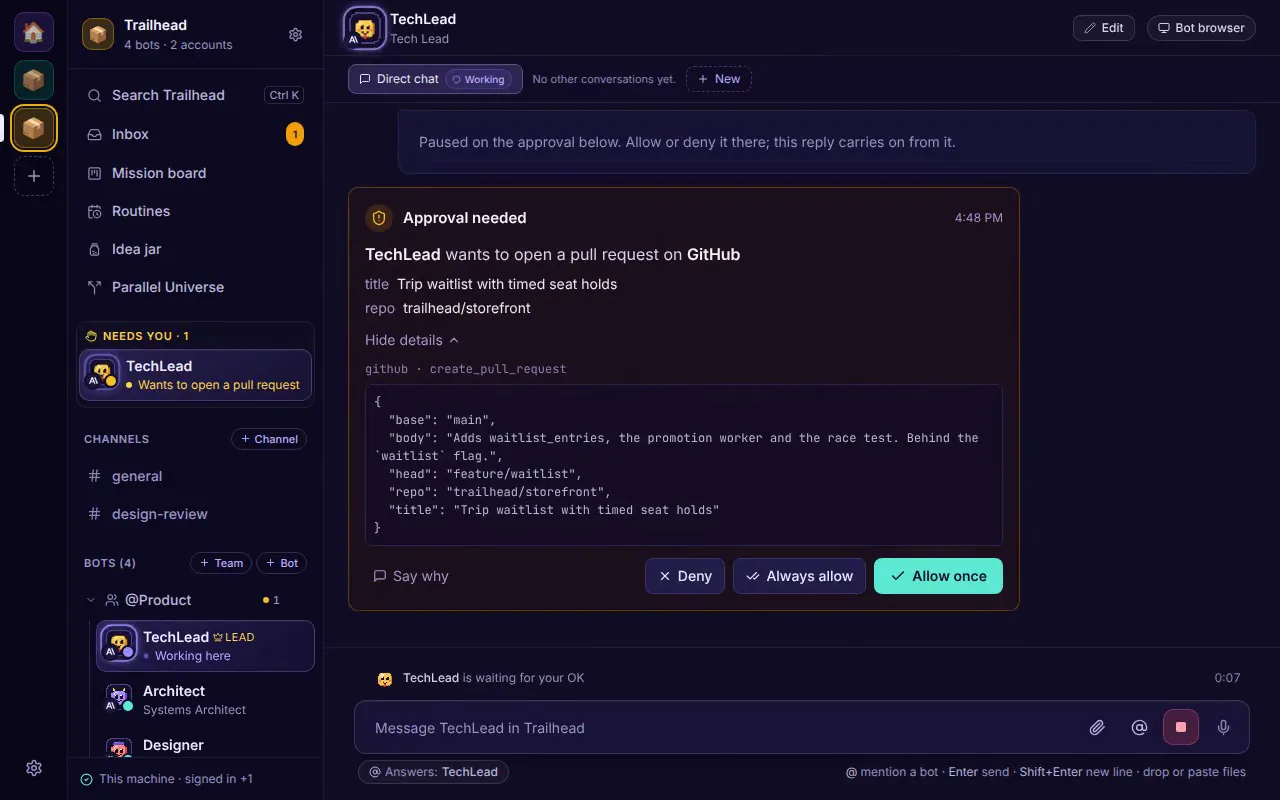 Trailhead
4 bots · 2 accounts
Search Trailhead
Ctrl K
Inbox
1
Mission board
Routines
Idea jar
Parallel Universe
NEEDS YOU · 1
TechLead
Wants to open a pull request
CHANNELS
+ Channel
# general
# design-review
BOTS (4)
+ Team
+ Bot
@Product
1
TechLead LEAD
Working here
Architect
Systems Architect
Designer
This machine · signed in +1
TechLead
Tech Lead
Edit
Bot browser
Direct chat
Working
No other conversations yet.
+ New
Paused on the approval below. Allow or deny it there; this reply carries on from it.
Approval needed
4:48 PM
TechLead wants to open a pull request on GitHub
title Trip waitlist with timed seat holds
repo trailhead/storefront
Hide details
github · create_pull_request
{
"base": "main",
"body": "Adds waitlist_entries, the promotion worker and the race test. Behind the
`waitlist` flag.",
"head": "feature/waitlist",
"repo": "trailhead/storefront",
"title": "Trip waitlist with timed seat holds"
}
Say why
Deny
Always allow
Allow once
TechLead is waiting for your OK
0:07
Message TechLead in Trailhead
@ Answers: TechLead
@ mention a bot · Enter send · Shift+Enter new line · drop or paste files